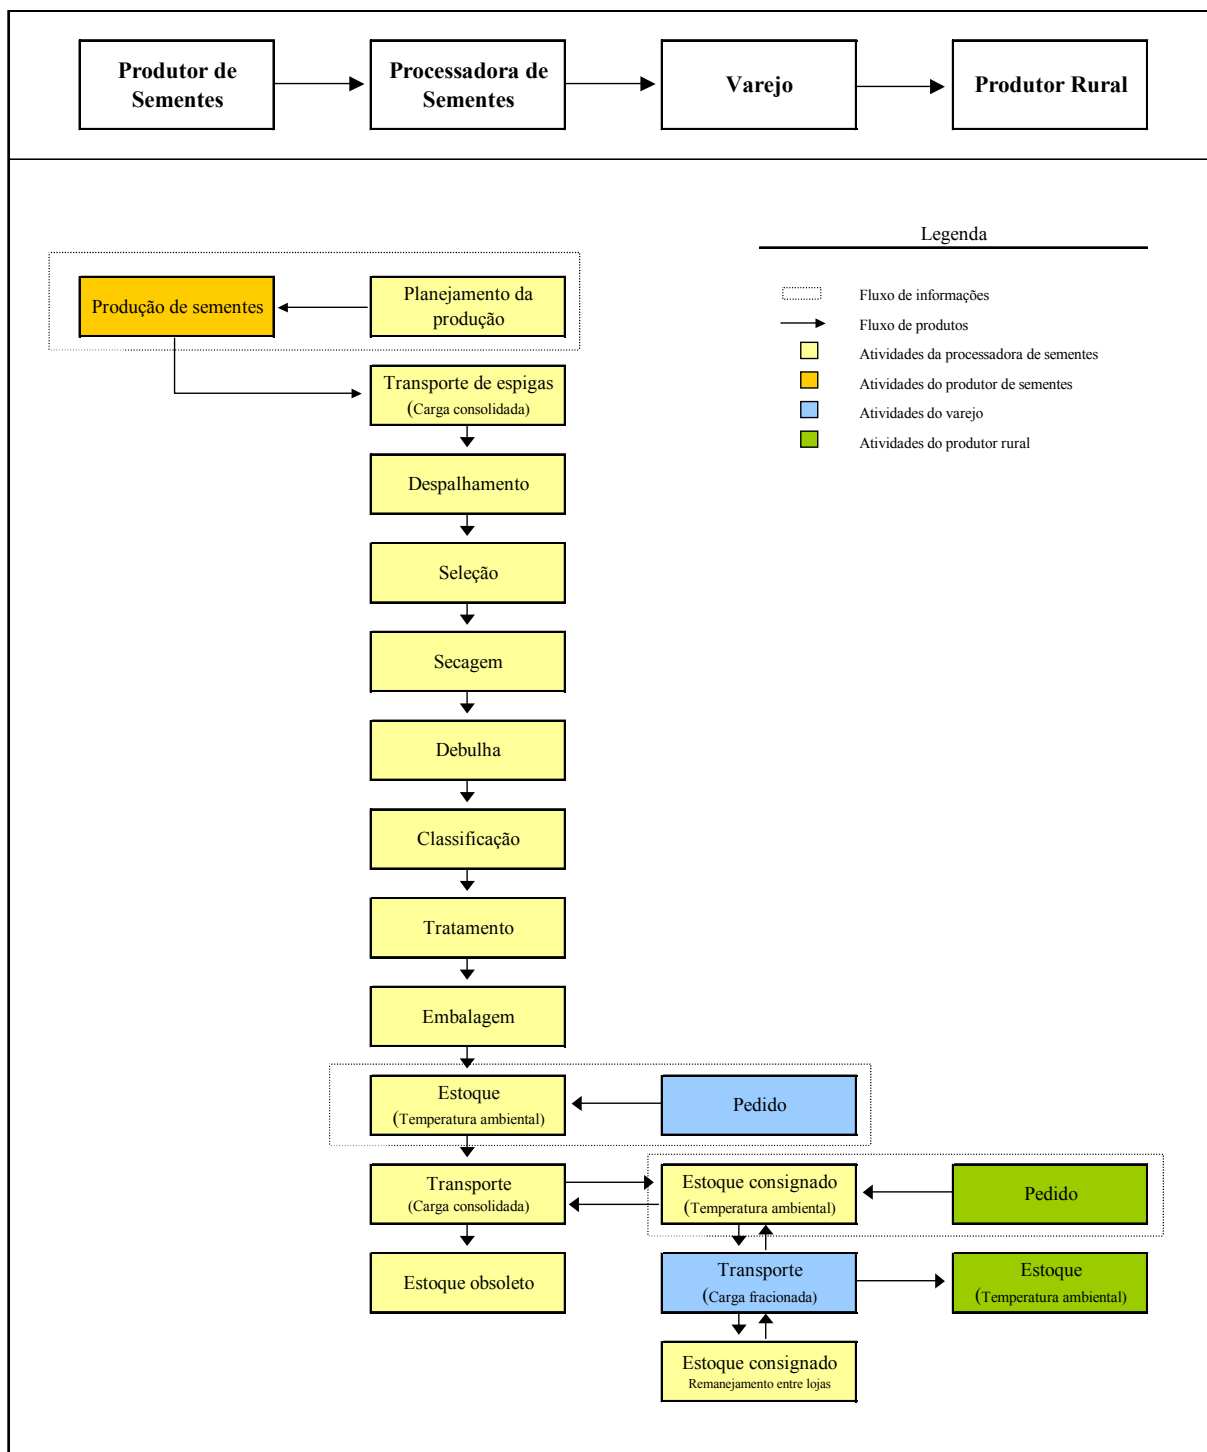 Produtor de
Sementes
Processadora de
Sementes
Varejo
Produtor Rural
Legenda
Fluxo de informações
Fluxo de produtos
Atividades da processadora de sementes
Atividades do produtor de sementes
Atividades do varejo
Atividades do produtor rural
Produção de sementes
Planejamento da
produção
Transporte de espigas
(Carga consolidada)
Despalhamento
Seleção
Secagem
Debulha
Classificação
Tratamento
Embalagem
Estoque
(Temperatura ambiental)
Pedido
Transporte
(Carga consolidada)
Estoque consignado
(Temperatura ambiental)
Pedido
Estoque obsoleto
Transporte
(Carga fracionada)
Estoque
(Temperatura ambiental)
Estoque consignado
Remanejamento entre lojas